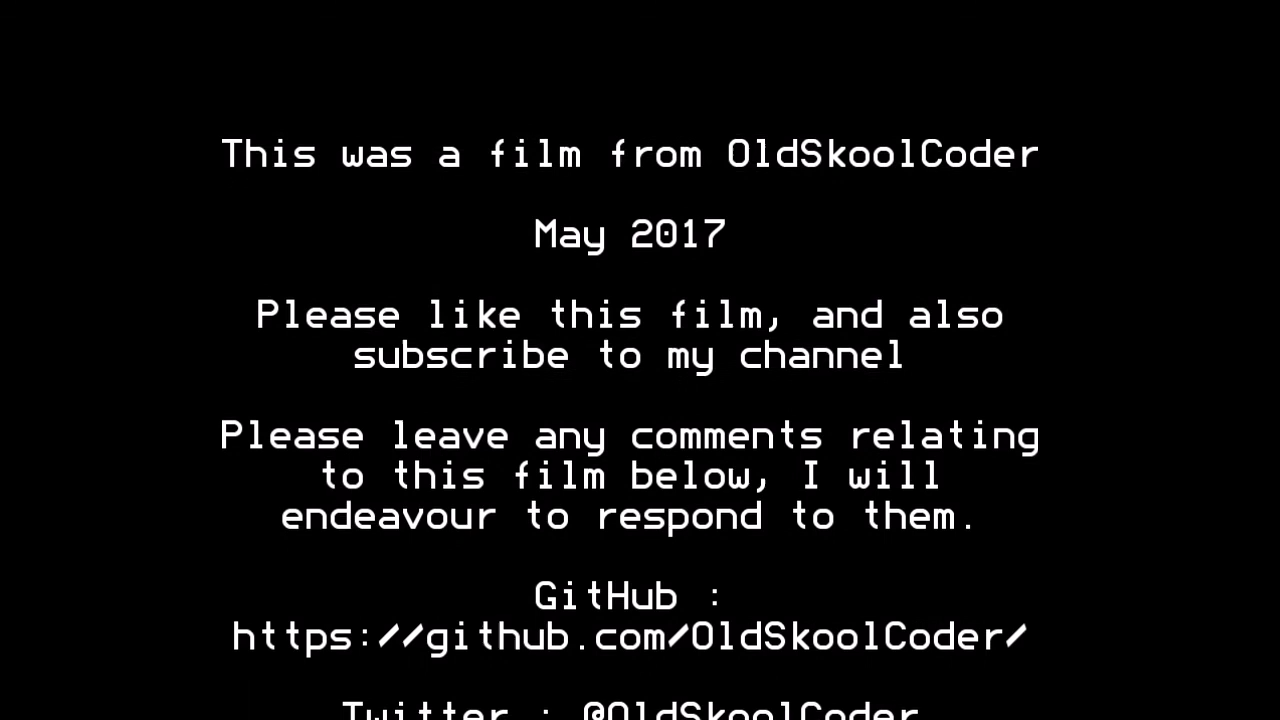 This was a film from OldSkoolCoder
May 2017
Please like this film, and also
subscribe to my channel
Please leave any comments relating
to this film below, I will
endeavour to respond to them.
GitHub :
https://github.com/OldSkoolCoder/
Twitter : @OldSkoolCoder